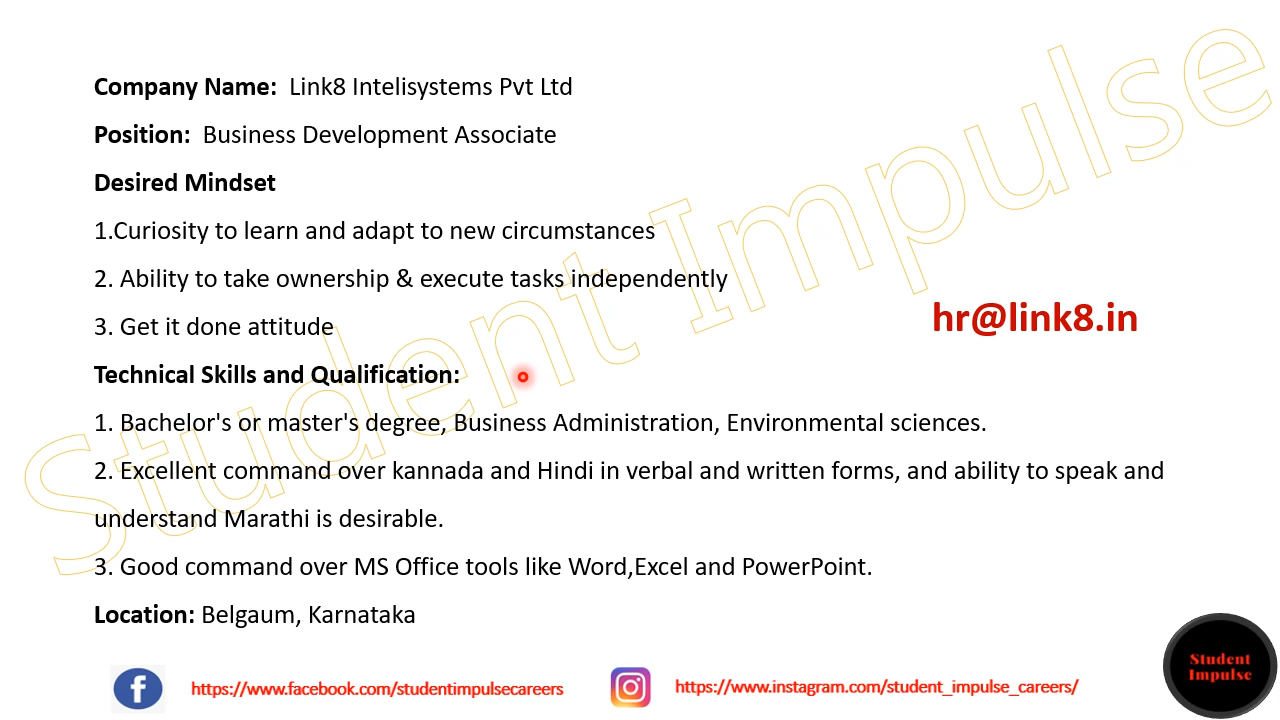 Company Name: Link8 Intelisystems Pvt Ltd
Position: Business Development Associate
Desired Mindset
1.Curiosity to learn and adapt to new circumstances
2. Ability to take ownership & execute tasks independently
3. Get it done attitude
hr@link8.in
Technical Skills and Qualification:
1. Bachelor's or master's degree, Business Administration, Environmental sciences.
2. Excellent command over kannada and Hindi in verbal and written forms, and ability to speak and
understand Marathi is desirable.
3. Good command over MS Office tools like Word,Excel and PowerPoint.
Location: Belgaum, Karnataka
Student Impulse
https://www.facebook.com/studentimpulsecareers
https://www.instagram.com/student_impulse_careers/
Student
Impulse